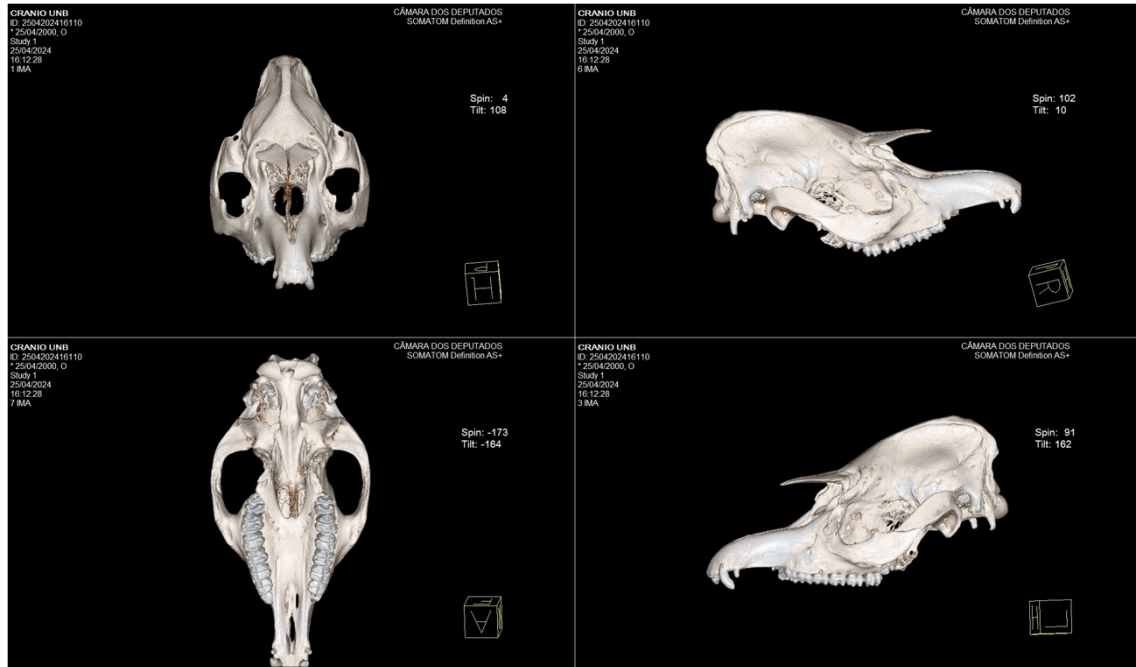 CRANIO UNB
ID: 2504202416110
* 25/04/2000, O
Study 1
25/04/2024
16:12:28
1 IMA
CÂMARA DOS DEPUTADOS
SOMATOM Definition AS+
Spin: 4
Tilt: 108
H
CRANIO UNB
ID: 2504202416110
* 25/04/2000, O
Study 1
25/04/2024
16:12:28
6 IMA
CÂMARA DOS DEPUTADOS
SOMATOM Definition AS+
Spin: 102
Tilt: 10
R
CRANIO UNB
ID: 2504202416110
* 25/04/2000, O
Study 1
25/04/2024
16:12:28
7 IMA
CÂMARA DOS DEPUTADOS
SOMATOM Definition AS+
Spin: -173
Tilt: -164
A
CRANIO UNB
ID: 2504202416110
* 25/04/2000, O
Study 1
25/04/2024
16:12:28
3 IMA
CÂMARA DOS DEPUTADOS
SOMATOM Definition AS+
Spin: 91
Tilt: 162
H L